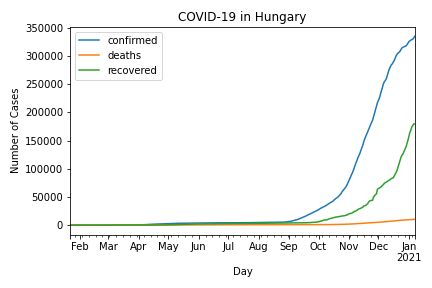 COVID-19 in Hungary
confirmed
deaths
recovered
Number of Cases
350000
300000
250000
200000
150000
100000
50000
0
Feb Mar Apr May Jun Jul Aug Sep Oct Nov Dec Jan
2021
Day